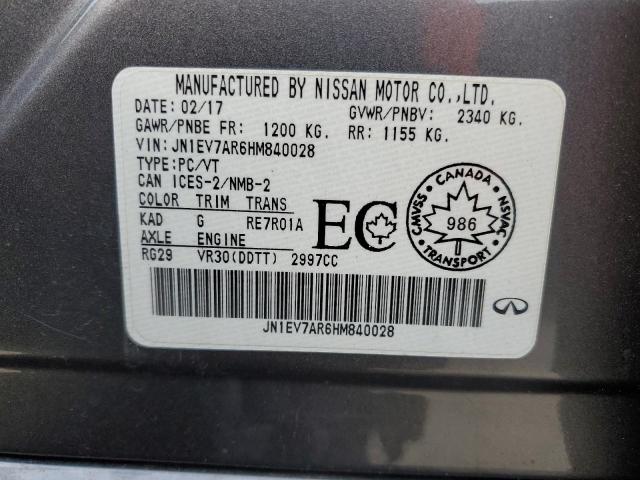 MANUFACTURED BY NISSAN MOTOR CO.,LTD.
DATE: 02/17 GVWR/PNBV: 2340 KG.
GAWR/PNBE FR: 1200 KG. RR: 1155 KG.
VIN: JN1EV7AR6HM840028
TYPE:PC/VT
CAN ICES-2/NMB-2
COLOR TRIM TRANS
KAD G RE7R01A
AXLE ENGINE
RG29 VR30(DDTT) 2997CC
EC
CANADA
CMVSS
NSVAC
986
TRANSPORT
JN1EV7AR6HM840028